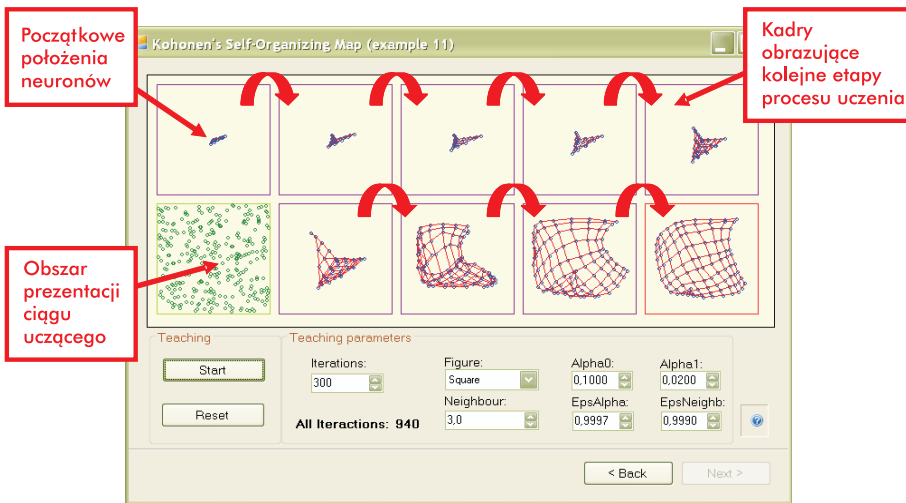 Początkowe
położenia
neuronów
Kohonen's Self-Organizing Map (example 11)
Kadry
obrazujące
kolejne etapy
procesu uczenia
Obszar
prezentacji
ciągu
uczącego
Teaching
Start
Reset
Teaching parameters
Iterations:
300
All Iteractions: 940
Figure:
Square
Neighbour:
3,0
Alpha0:
0,1000
EpsAlpha:
0,9997
Alpha1:
0,0200
EpsNeighb:
0,9990
< Back
Next >